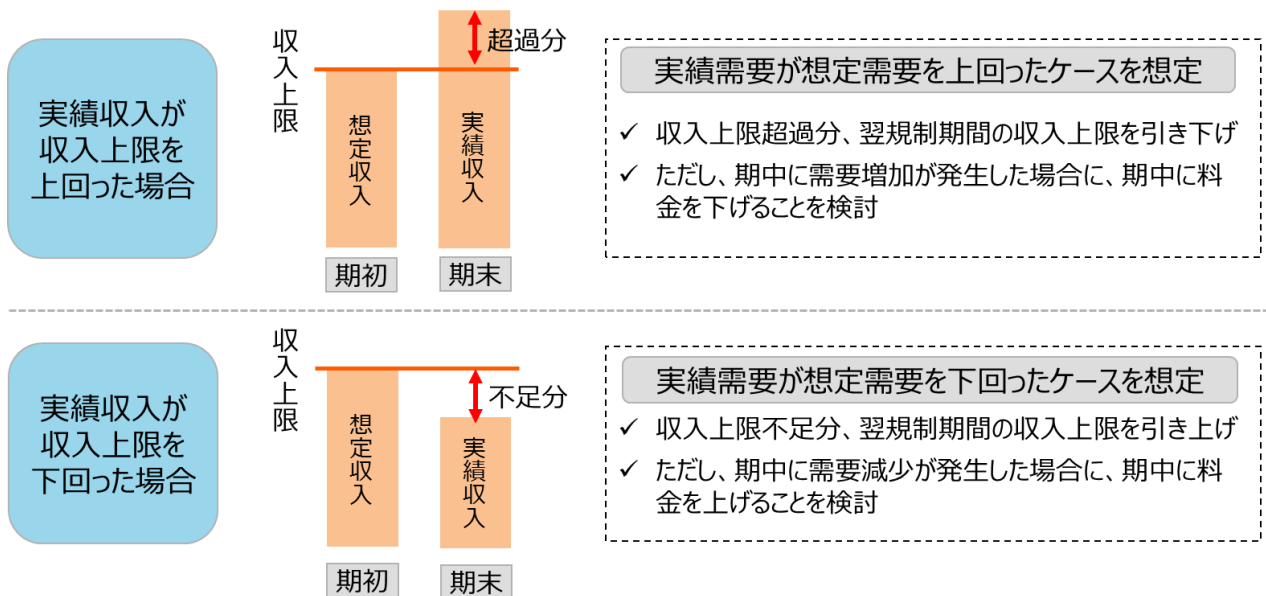 実績収入が
収入上限を
上回った場合
収入上限
超過分
想定収入
実績収入
期初
期末
実績需要が想定需要を上回ったケースを想定
✓ 収入上限超過分、翌規制期間の収入上限を引き下げ
✓ ただし、期中に需要増加が発生した場合に、期中に料
金を下げることを検討
実績収入が
収入上限を
下回った場合
収入上限
不足分
想定収入
実績収入
期初
期末
実績需要が想定需要を下回ったケースを想定
✓ 収入上限不足分、翌規制期間の収入上限を引き上げ
✓ ただし、期中に需要減少が発生した場合に、期中に料
金を上げることを検討